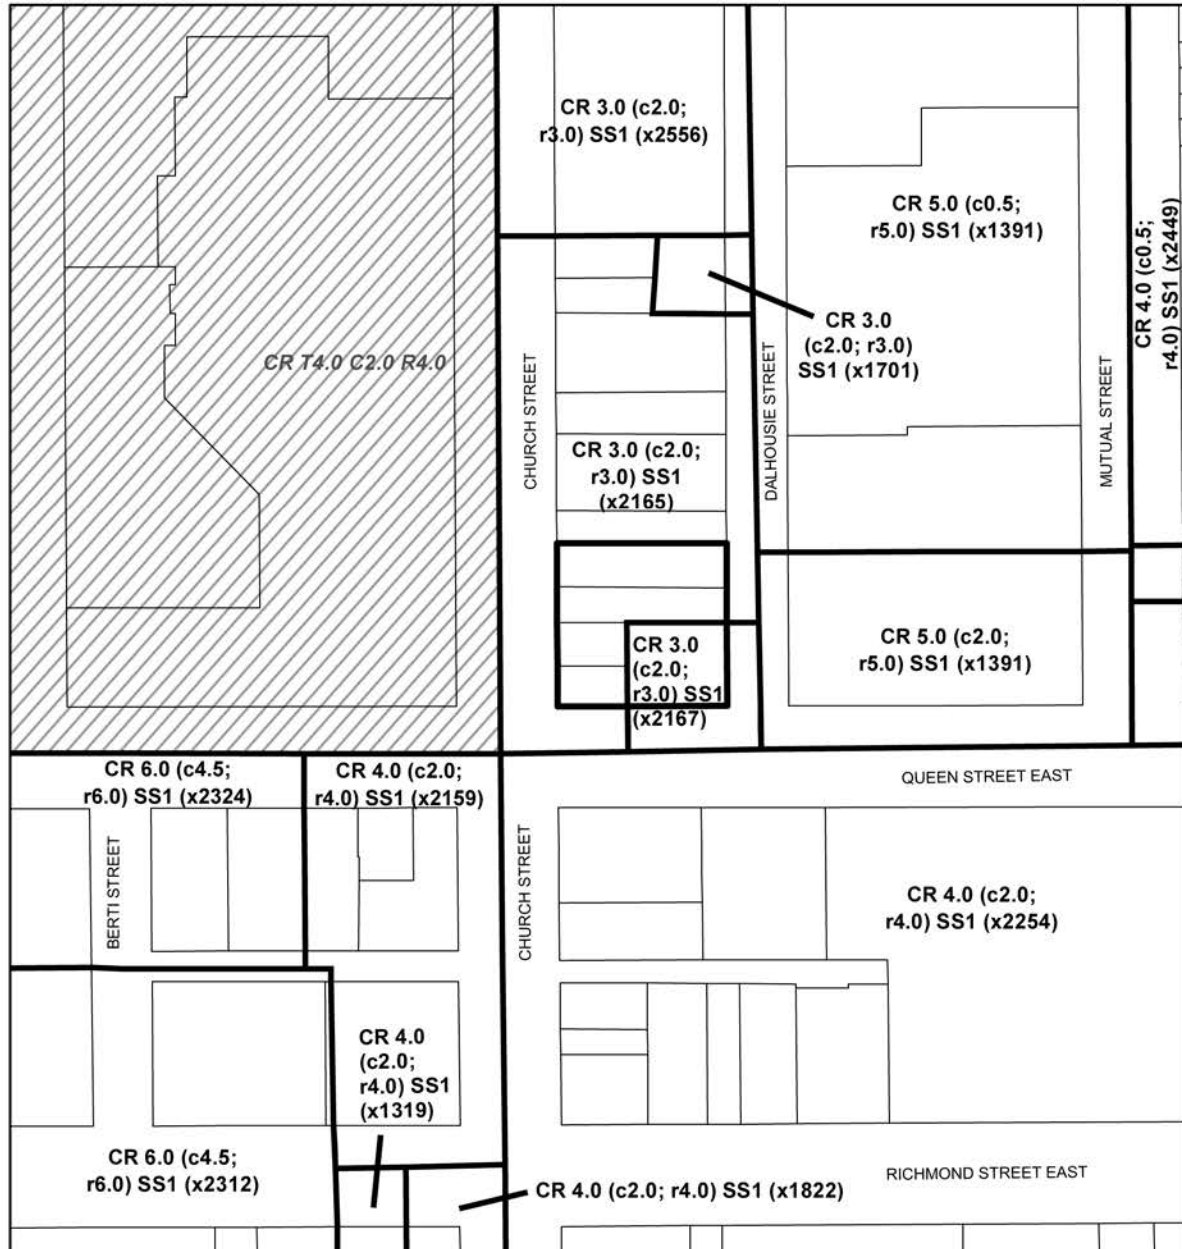 CR 3.0 (c2.0;
r3.0) SS1 (x2556)
CR 5.0 (c0.5;
r5.0) SS1 (x1391)
CR 4.0 (c0.5;
r4.0) SS1 (x2449)
CR 3.0
(c2.0; r3.0)
SS1 (x1701)
CR T4.0 C2.0 R4.0
CHURCH STREET
DALHOUSIE STREET
MUTUAL STREET
CR 3.0 (c2.0;
r3.0) SS1
(x2165)
CR 3.0
(c2.0;
r3.0) SS1
(x2167)
CR 5.0 (c2.0;
r5.0) SS1 (x1391)
CR 6.0 (c4.5;
r6.0) SS1 (x2324)
CR 4.0 (c2.0;
r4.0) SS1 (x2159)
QUEEN STREET EAST
BERTI STREET
CHURCH STREET
CR 4.0 (c2.0;
r4.0) SS1 (x2254)
CR 4.0
(c2.0;
r4.0) SS1
(x1319)
CR 6.0 (c4.5;
r6.0) SS1 (x2312)
RICHMOND STREET EAST
CR 4.0 (c2.0; r4.0) SS1 (x1822)